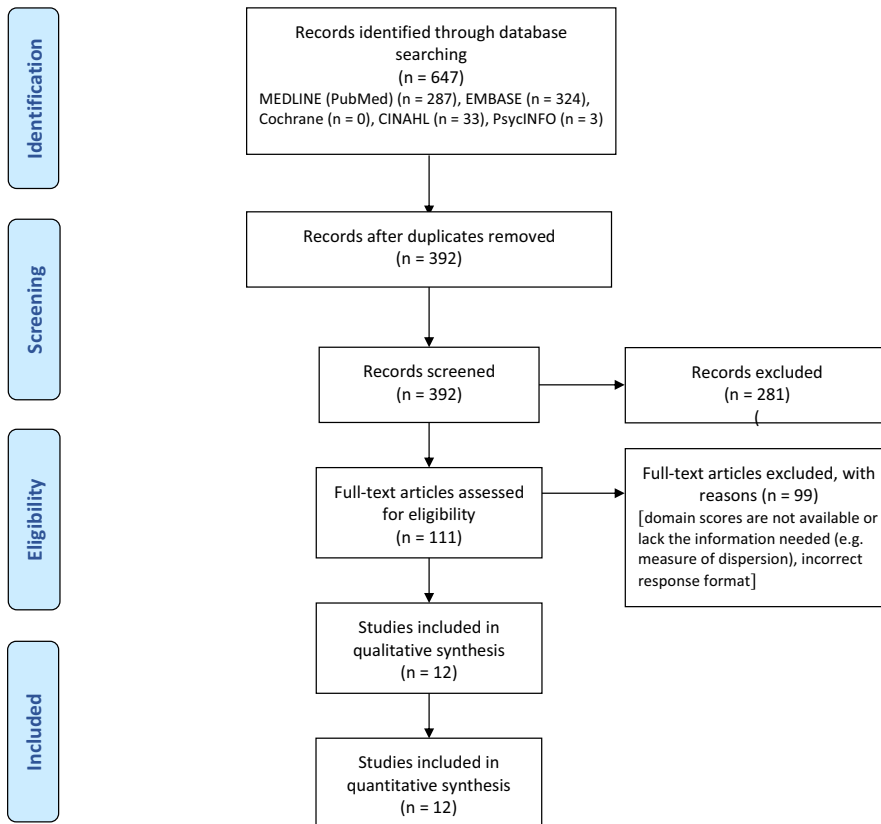 Identification
Records identified through database
searching
(n = 647)
MEDLINE (PubMed) (n = 287), EMBASE (n = 324),
Cochrane (n = 0), CINAHL (n = 33), PsycINFO (n = 3)
Screening
Records after duplicates removed
(n = 392)
Records screened
(n = 392)
Records excluded
(n = 281)
(
Eligibility
Full-text articles assessed
for eligibility
(n = 111)
Full-text articles excluded, with
reasons (n = 99)
[domain scores are not available or
lack the information needed (e.g.
measure of dispersion), incorrect
response format]
Studies included in
qualitative synthesis
(n = 12)
Included
Studies included in
quantitative synthesis
(n = 12)